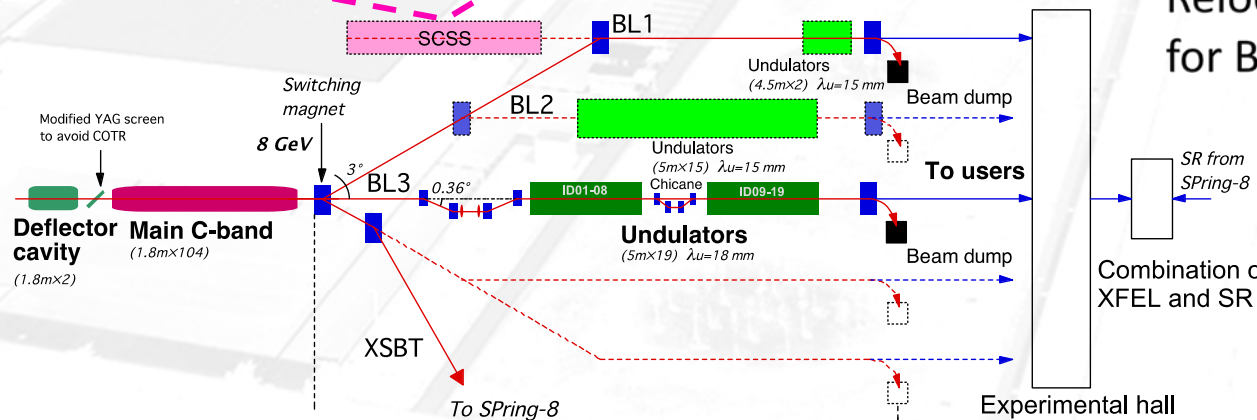 Relo
for B
SCSS
BL1
Undulators
(4.5m×2) λu=15 mm
Beam dump
Switching
magnet
8 GeV
3°
Modified YAG screen
to avoid COTR
BL2
Undulators
(5m×15) λu=15 mm
Chicane
BL3
0.36°
ID01-08
ID09-19
To users
SR from
SPring-8
Deflector
cavity
(1.8m×2)
Main C-band
(1.8m×104)
Undulators
(5m×19) λu=18 mm
Beam dump
Combination o
XFEL and SR
XSBT
To SPring-8
Experimental hall